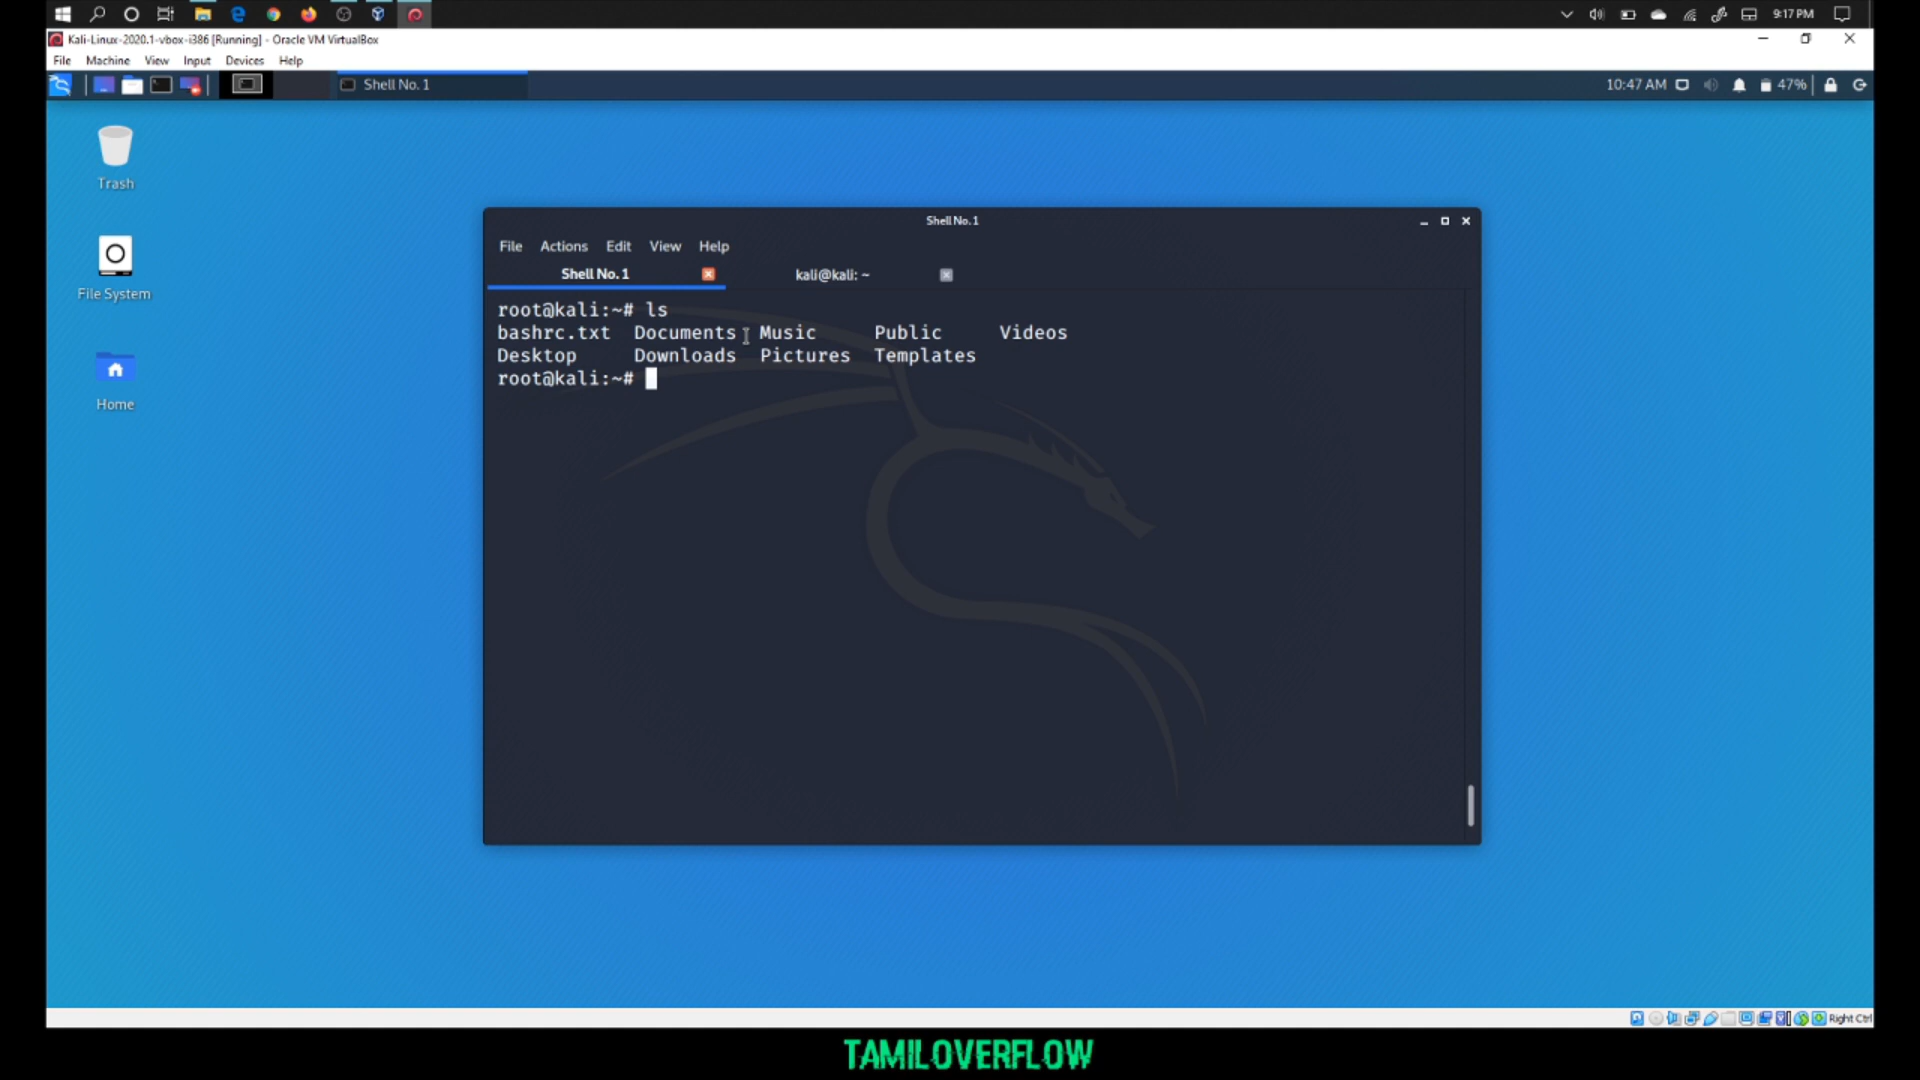 9:17 PM
Kali-Linux-2020.1-vbox-i386 [Running] - Oracle VM VirtualBox
File Machine View Input Devices Help
Shell No. 1
10:47 AM
47%
Trash
File System
Home
Shell No. 1
File Actions Edit View Help
Shell No. 1
kali@kali: ~
root@kali:~# ls
bashrc.txt Documents Music Public Videos
Desktop Downloads Pictures Templates
root@kali:~#
Right Ctrl
TAMILOVERFLOW